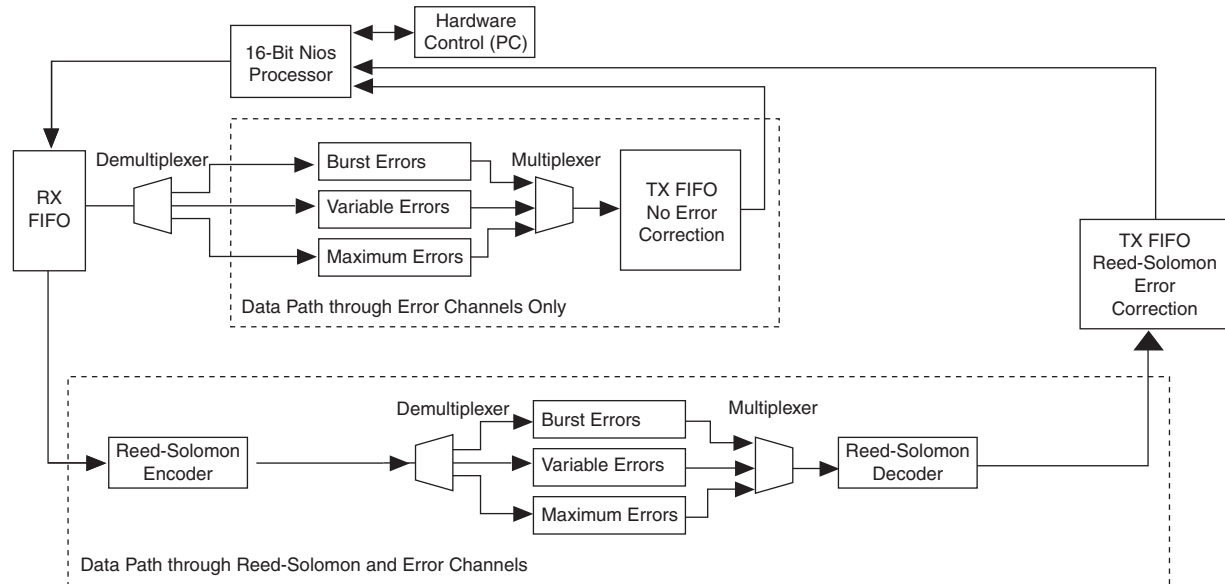 Hardware
Control (PC)
16-Bit Nios
Processor
Demultiplexer
Burst Errors
Multiplexer
RX
FIFO
Variable Errors
TX FIFO
No Error
Correction
Maximum Errors
Data Path through Error Channels Only
TX FIFO
Reed-Solomon
Error
Correction
Demultiplexer
Burst Errors
Multiplexer
Reed-Solomon
Encoder
Variable Errors
Reed-Solomon
Decoder
Maximum Errors
Data Path through Reed-Solomon and Error Channels